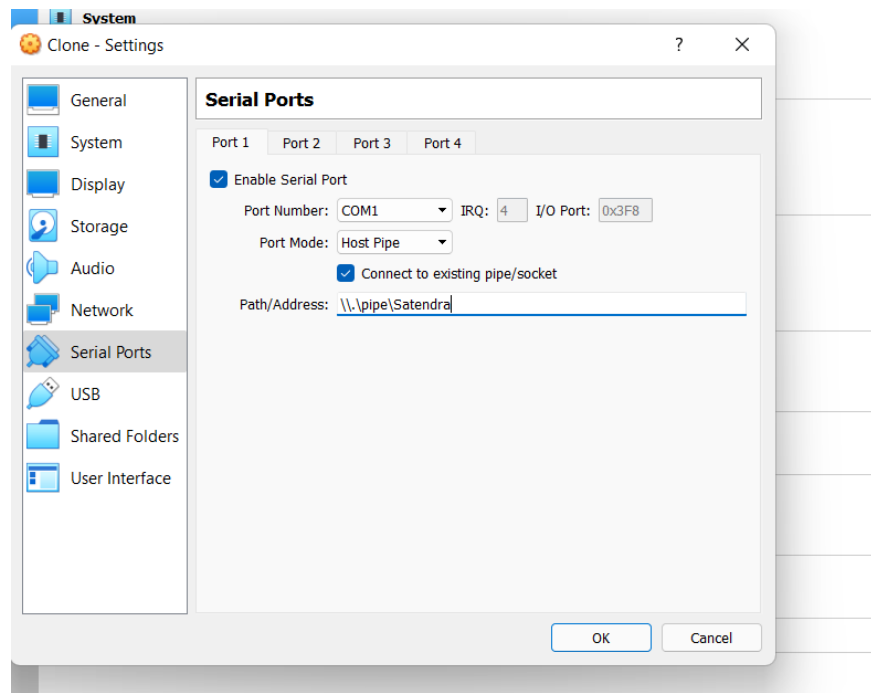 System
Clone - Settings ?
General
System
Display
Storage
Audio
Network
Serial Ports
USB
Shared Folders
User Interface
Serial Ports
Port 1 Port 2 Port 3 Port 4
Enable Serial Port
Port Number: COM1 IRQ: 4 I/O Port: 0x3F8
Port Mode: Host Pipe
Connect to existing pipe/socket
Path/Address: \\.\pipe\Satendra
OK Cancel